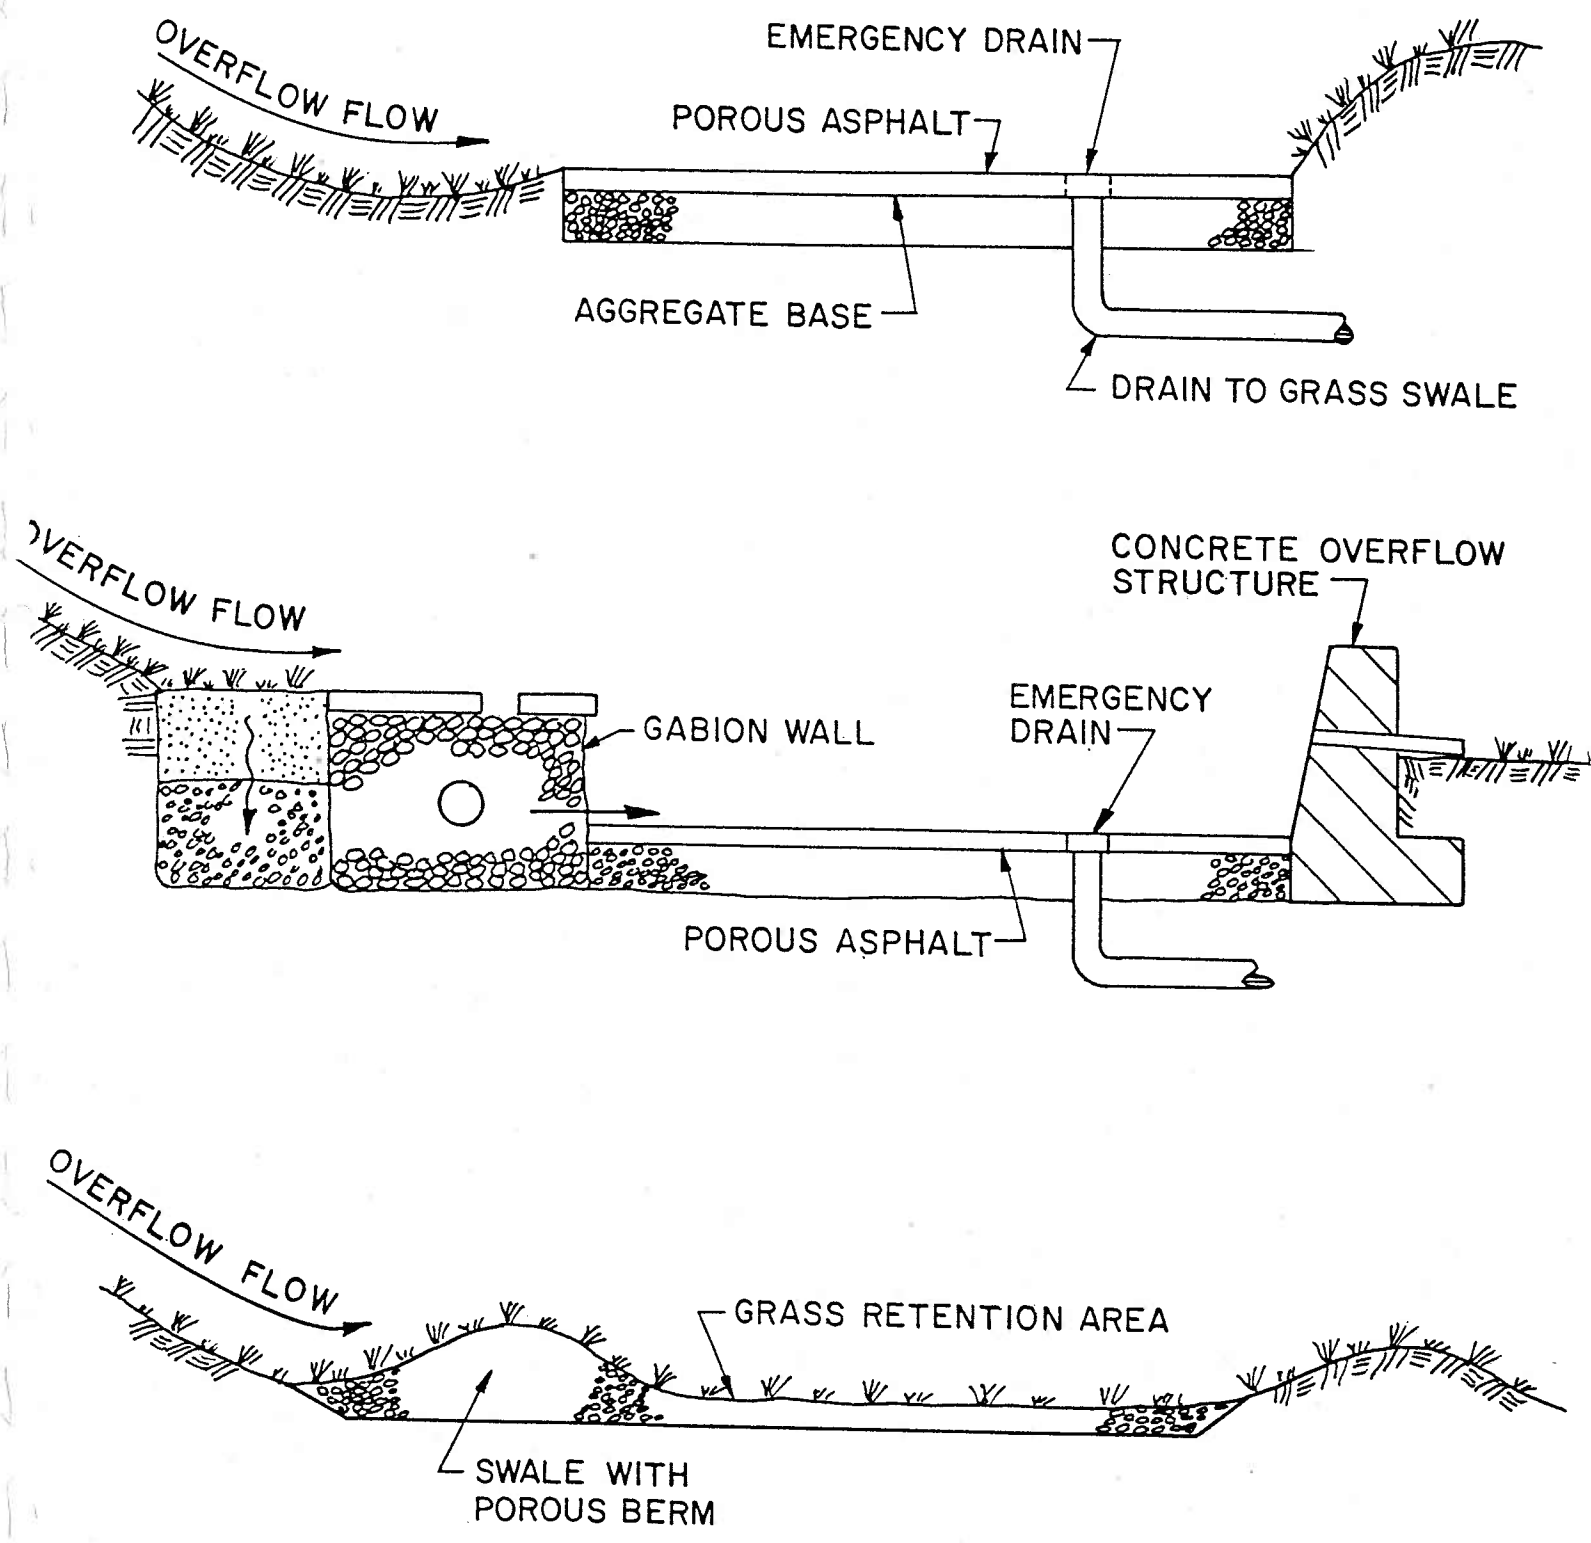 OVERFLOW FLOW
EMERGENCY DRAIN
POROUS ASPHALT
AGGREGATE BASE
DRAIN TO GRASS SWALE
OVERFLOW FLOW
CONCRETE OVERFLOW
STRUCTURE
EMERGENCY
DRAIN
GABION WALL
POROUS ASPHALT
OVERFLOW FLOW
GRASS RETENTION AREA
SWALE WITH
POROUS BERM